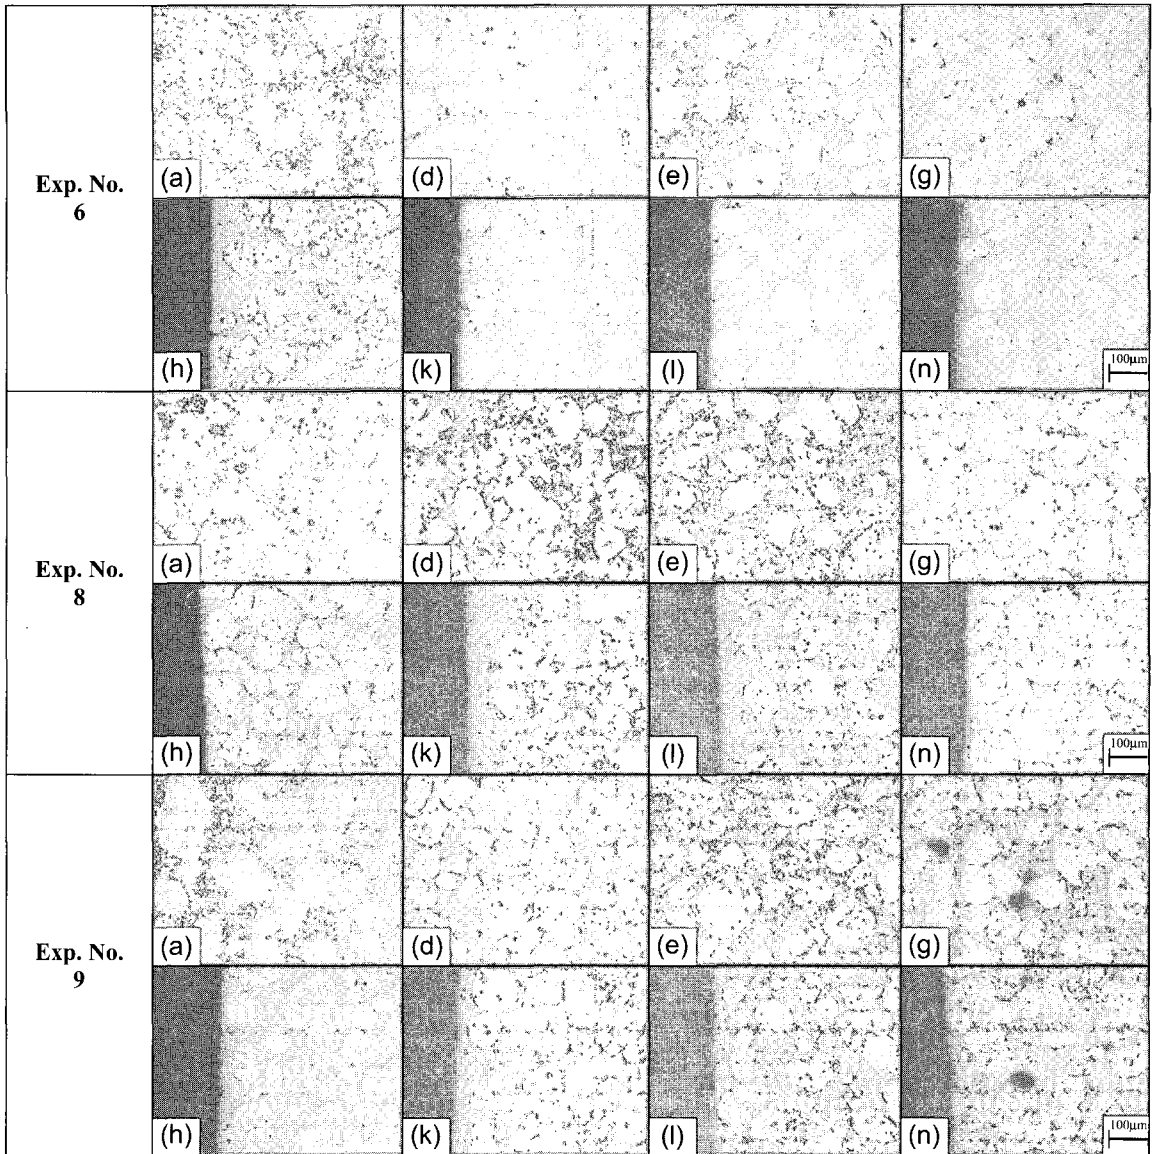 Exp. No.
6
(a)
(d)
(e)
(g)
(h)
(k)
(l)
(n)
100μm
Exp. No.
8
(a)
(d)
(e)
(g)
(h)
(k)
(l)
(n)
100μm
Exp. No.
9
(a)
(d)
(e)
(g)
(h)
(k)
(l)
(n)
100μm